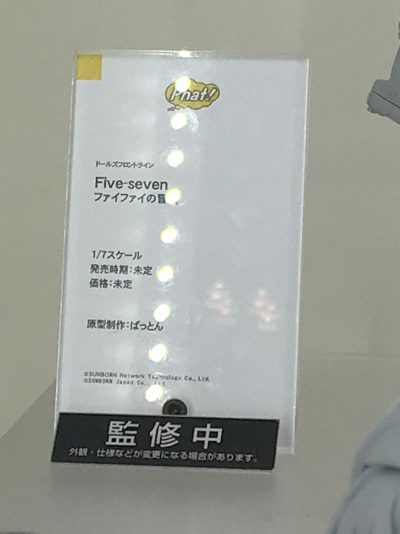 Phat!
ドールズフロントライン
Five-seven
ファイファイの冒
1/7スケール
発売時期：未定
価格：未定
原型制作：ばっとん
©SUNBORN Network Technology Co., Ltd.
©SUNBORN Japan Co., Ltd.
監修中
外観・仕様などが変更になる場合があります。